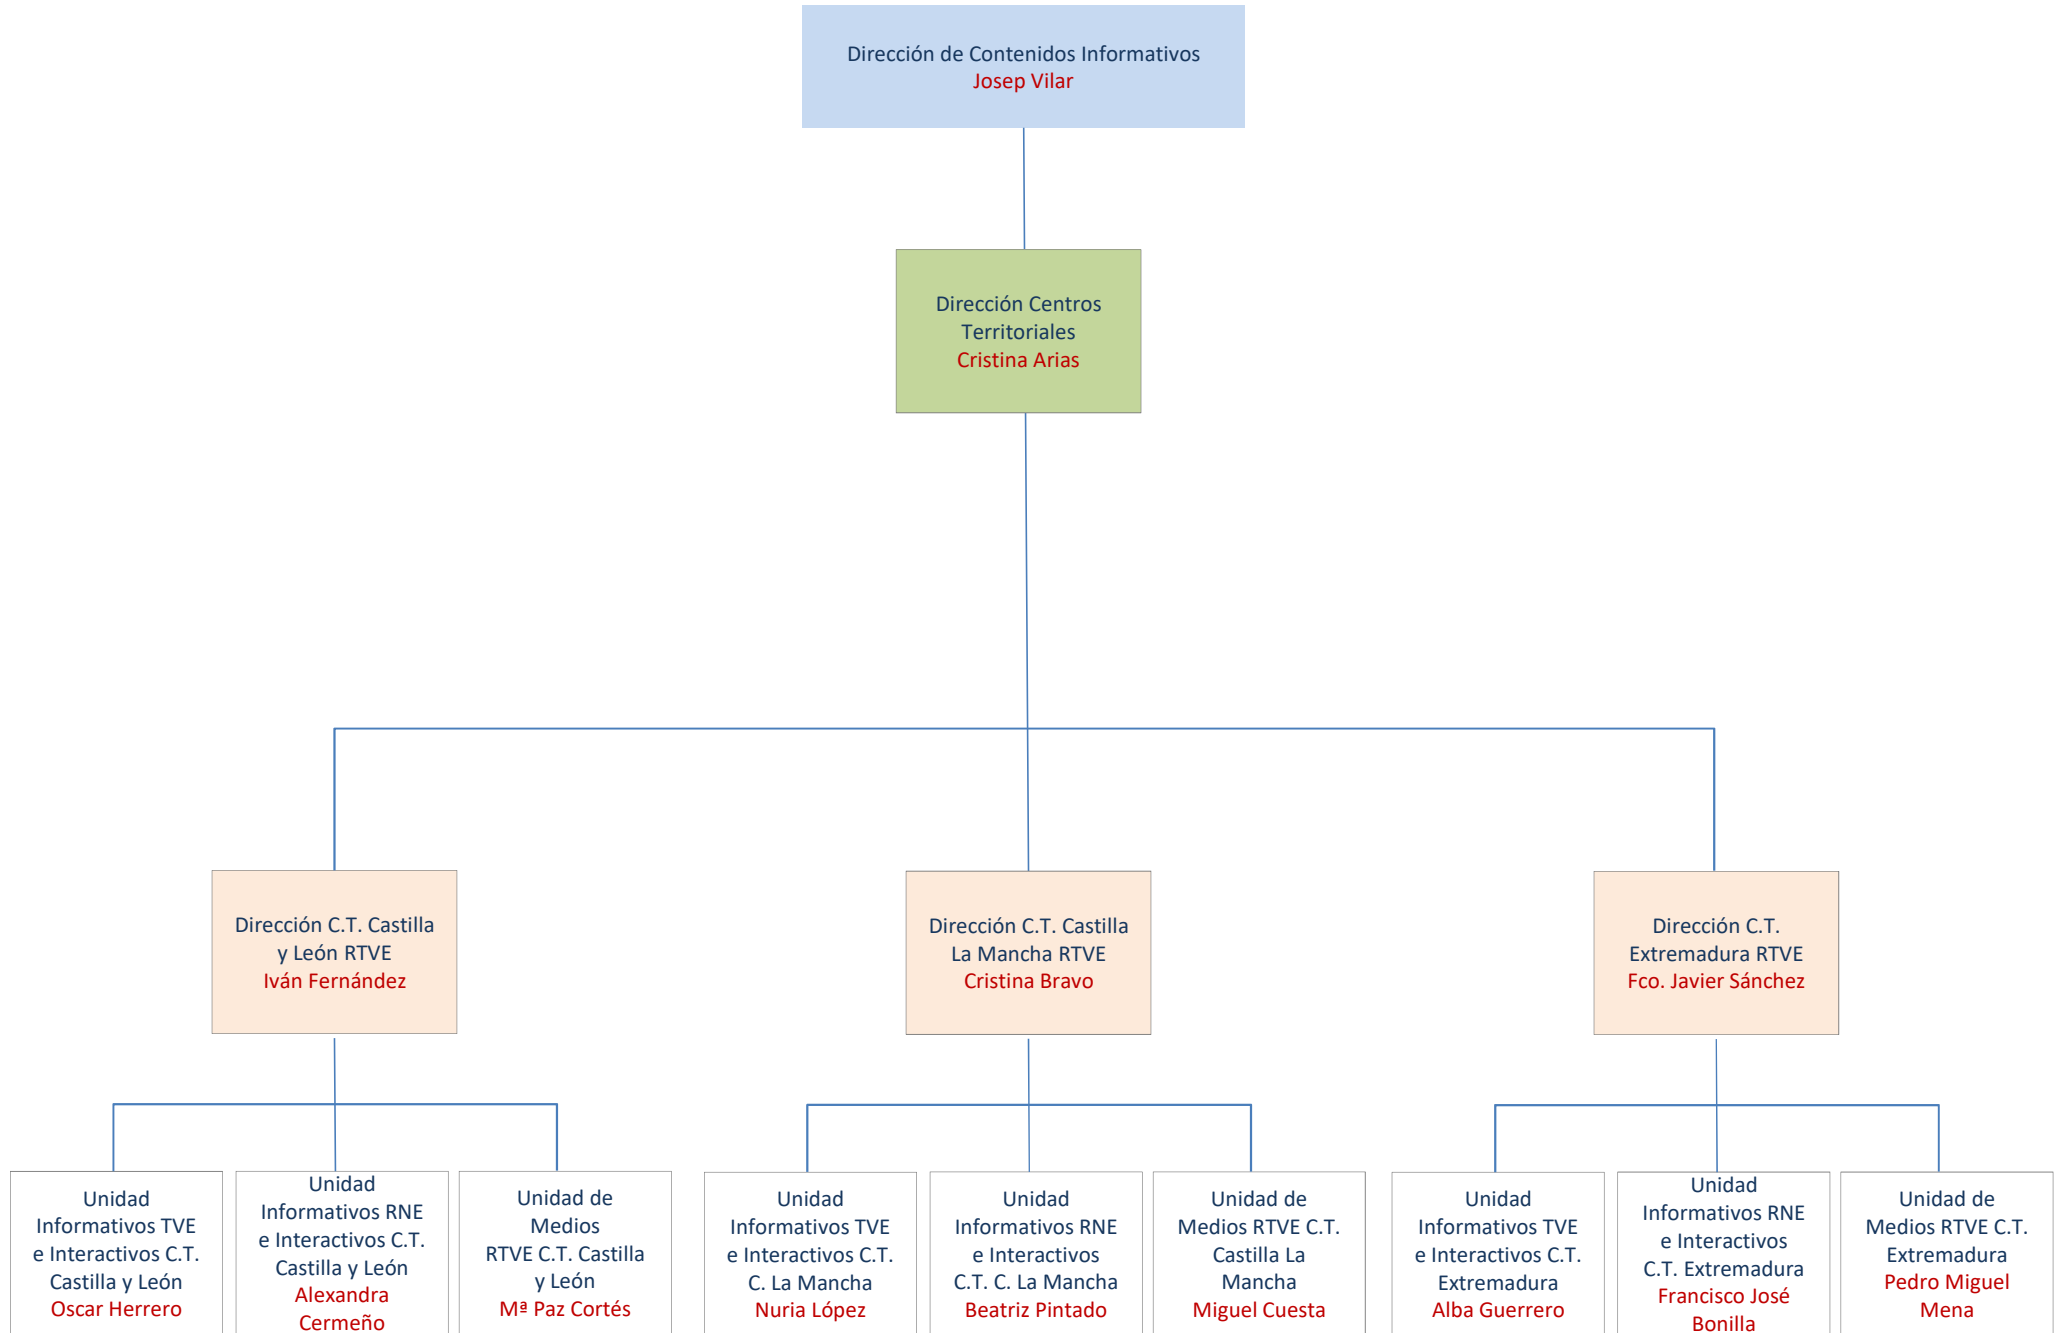 Dirección de Contenidos Informativos
Josep Vilar
Dirección Centros
Territoriales
Cristina Arias
Dirección C.T. Castilla
y León RTVE
Iván Fernández
Dirección C.T. Castilla
La Mancha RTVE
Cristina Bravo
Dirección C.T.
Extremadura RTVE
Fco. Javier Sánchez
Unidad
Informativos TVE
e Interactivos C.T.
Castilla y León
Oscar Herrero
Unidad
Informativos RNE
e Interactivos C.T.
Castilla y León
Alexandra
Cermeño
Unidad de
Medios
RTVE C.T. Castilla
y León
Mª Paz Cortés
Unidad
Informativos TVE
e Interactivos C.T.
C. La Mancha
Nuria López
Unidad
Informativos RNE
e Interactivos
C.T. C. La Mancha
Beatriz Pintado
Unidad de
Medios RTVE C.T.
Castilla La
Mancha
Miguel Cuesta
Unidad
Informativos TVE
e Interactivos C.T.
Extremadura
Alba Guerrero
Unidad
Informativos RNE
e Interactivos
C.T. Extremadura
Francisco José
Bonilla
Unidad de
Medios RTVE C.T.
Extremadura
Pedro Miguel
Mena